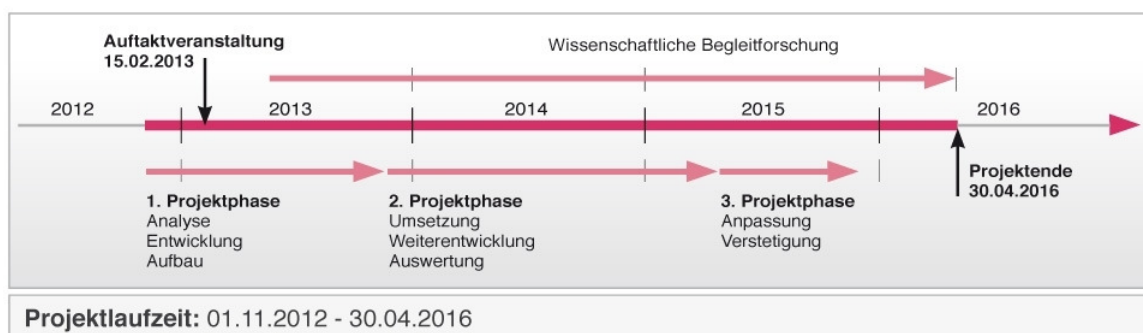 Auftaktveranstaltung
15.02.2013
Wissenschaftliche Begleitforschung
2012
2013
2014
2015
2016
1. Projektphase
Analyse
Entwicklung
Aufbau
2. Projektphase
Umsetzung
Weiterentwicklung
Auswertung
3. Projektphase
Anpassung
Verstetigung
Projektende
30.04.2016
Projektlaufzeit: 01.11.2012 - 30.04.2016